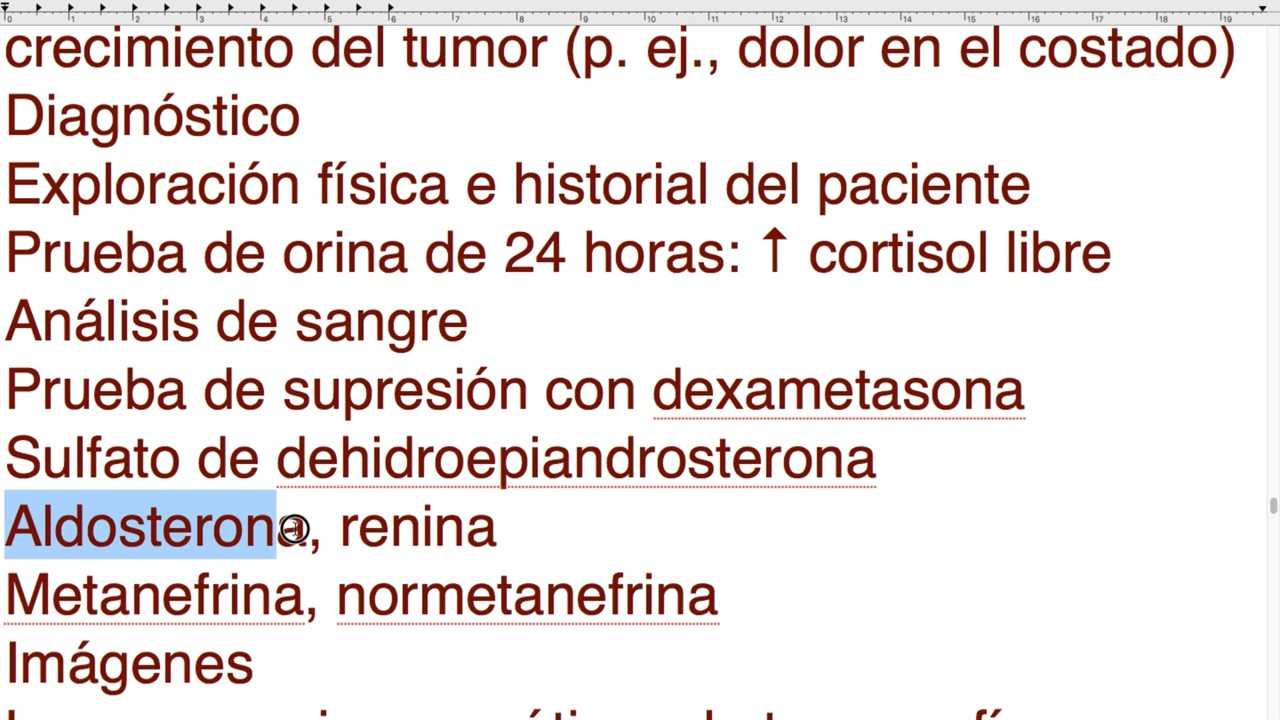 crecimiento del tumor (p. ej., dolor en el costado)
Diagnóstico
Exploración física e historial del paciente
Prueba de orina de 24 horas: ↑ cortisol libre
Análisis de sangre
Prueba de supresión con dexametasona
Sulfato de dehidroepiandrosterona
Aldosterona, renina
Metanefrina, normetanefrina
Imágenes